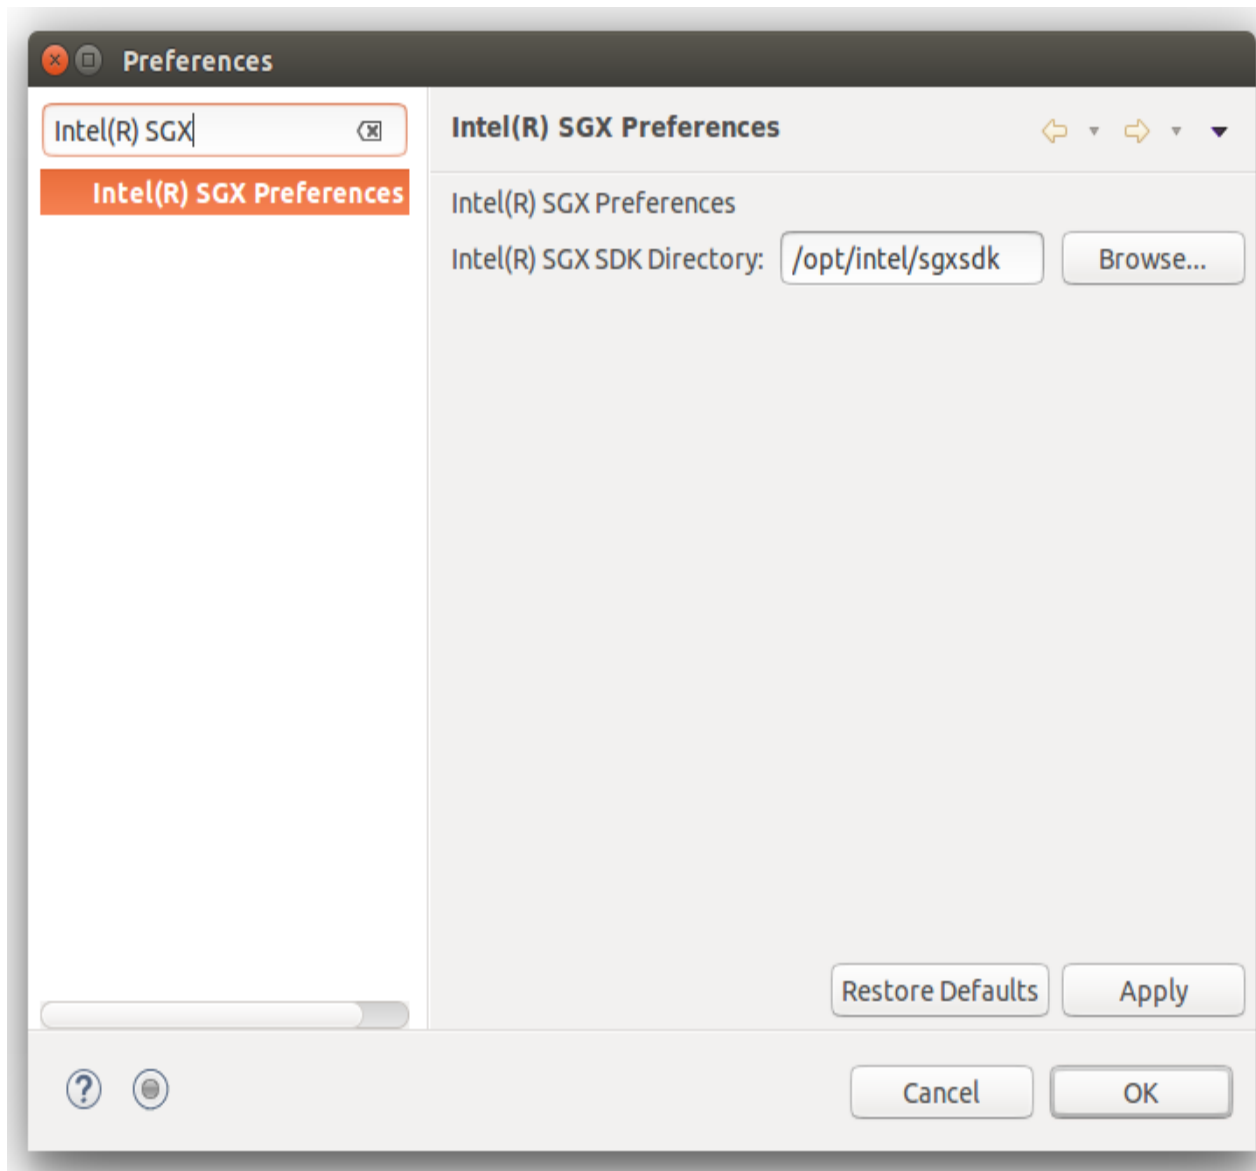 Preferences
Intel(R) SGX
Intel(R) SGX Preferences
Intel(R) SGX Preferences
Intel(R) SGX Preferences
Intel(R) SGX SDK Directory: /opt/intel/sgxsdk Browse...
Restore Defaults Apply
Cancel OK